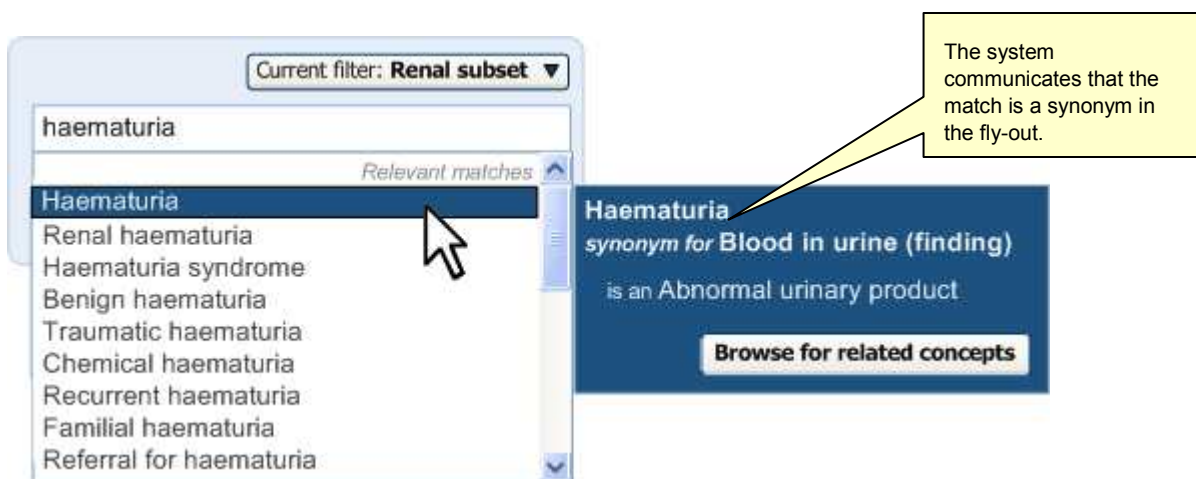 The system
communicates that the
match is a synonym in
the fly-out.
Current filter: Renal subset ▼
haematuria
Relevant matches
Haematuria
Renal haematuria
Haematuria syndrome
Benign haematuria
Traumatic haematuria
Chemical haematuria
Recurrent haematuria
Familial haematuria
Referral for haematuria
Haematuria
synonym for Blood in urine (finding)
is an Abnormal urinary product
Browse for related concepts